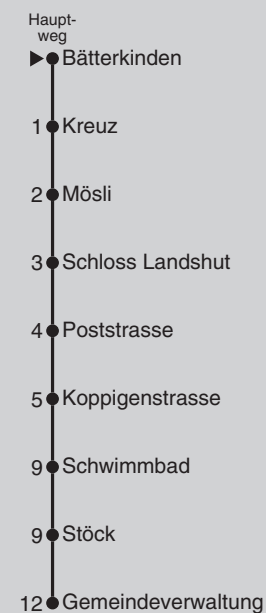 Haupt-
weg
Bätterkinden
1 Kreuz
2 Mösli
3 Schloss Landshut
4 Poststrasse
5 Koppigenstrasse
9 Schwimmbad
9 Stöck
12 Gemeindeverwaltung